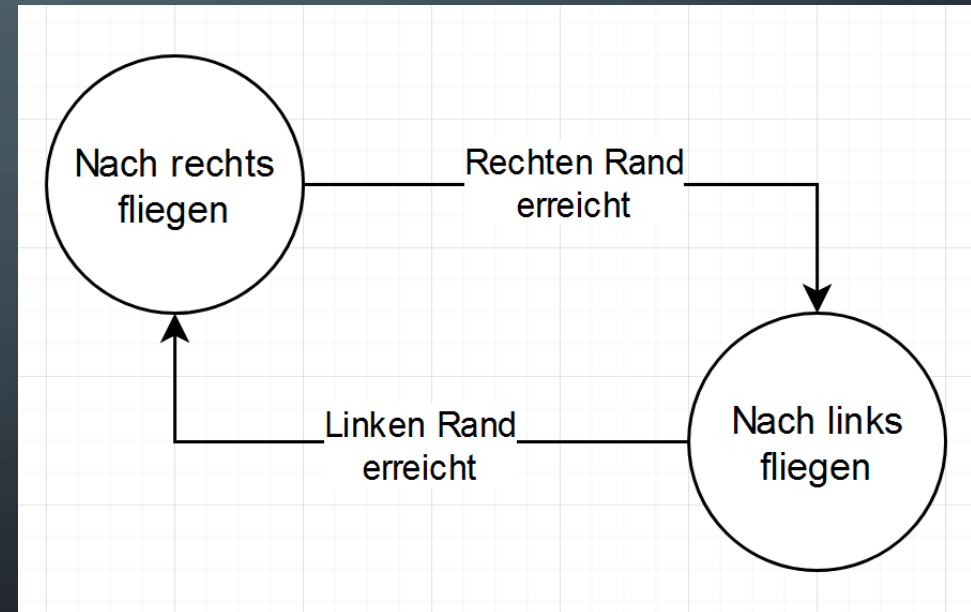 Nach rechts
fliegen
Rechten Rand
erreicht
Linken Rand
erreicht
Nach links
fliegen